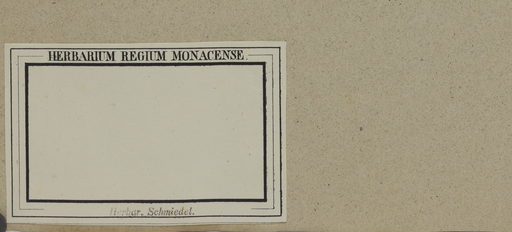 HERBARIUM REGIUM MONACENSE.
Herbar. Schmiedel.